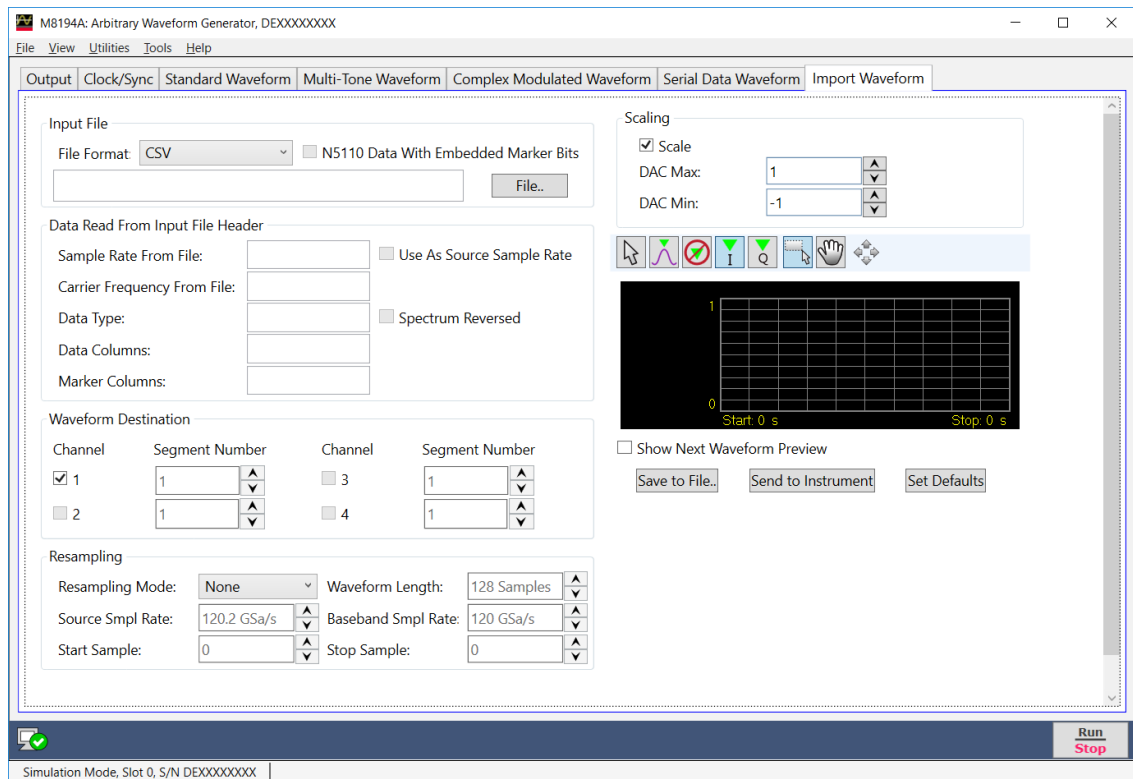 M8194A: Arbitrary Waveform Generator, DEXXXXXXXX
File View Utilities Tools Help
Output Clock/Sync Standard Waveform Multi-Tone Waveform Complex Modulated Waveform Serial Data Waveform Import Waveform
Input File
File Format: CSV N5110 Data With Embedded Marker Bits
File..
Data Read From Input File Header
Sample Rate From File: Use As Source Sample Rate
Carrier Frequency From File:
Data Type: Spectrum Reversed
Data Columns:
Marker Columns:
Waveform Destination
Channel Segment Number Channel Segment Number
1 1 3 1
2 1 4 1
Resampling
Resampling Mode: None Waveform Length: 128 Samples
Source Smpl Rate: 120.2 GSa/s Baseband Smpl Rate: 120 GSa/s
Start Sample: 0 Stop Sample: 0
Scaling
Scale
DAC Max: 1
DAC Min: -1
I Q
1
0
Start: 0 s Stop: 0 s
Show Next Waveform Preview
Save to File.. Send to Instrument Set Defaults
Run
Stop
Simulation Mode, Slot 0, S/N DEXXXXXXXX